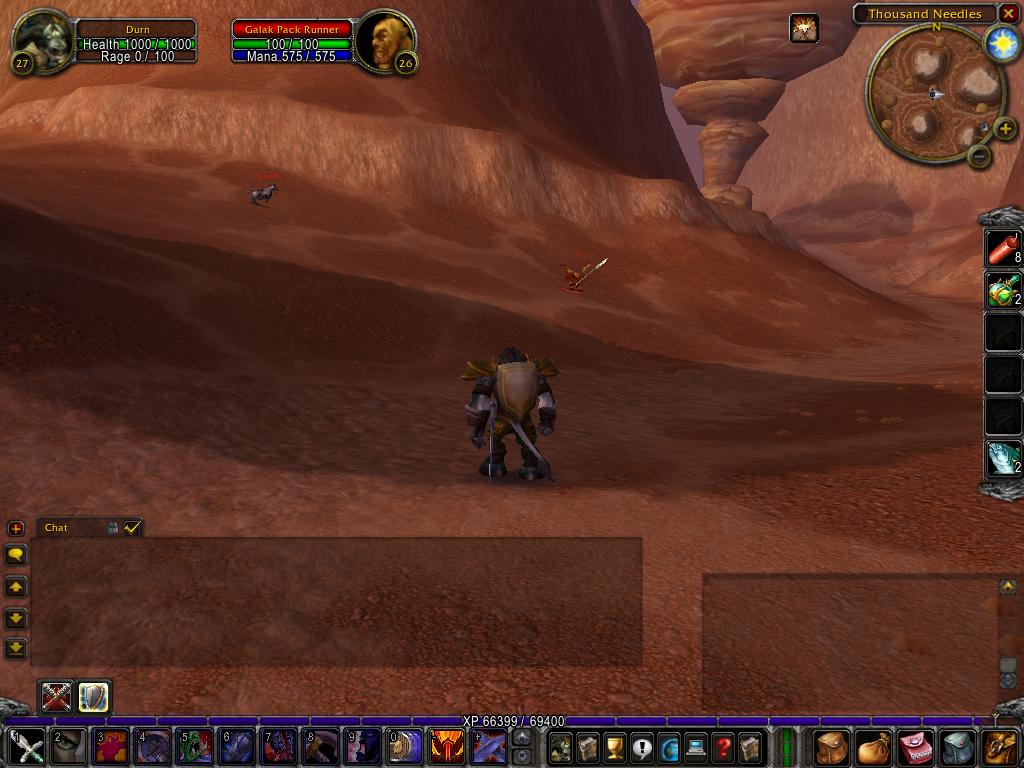 Durn
Health 1000 / 1000
Rage 0 / 100
27
Galak Pack Runner
100 / 100
Mana 575 / 575
26
Thousand Needles
N
8
2
2
Chat
XP 66399 / 69400
1 2 3 4 5 6 7 8 9 0 - +